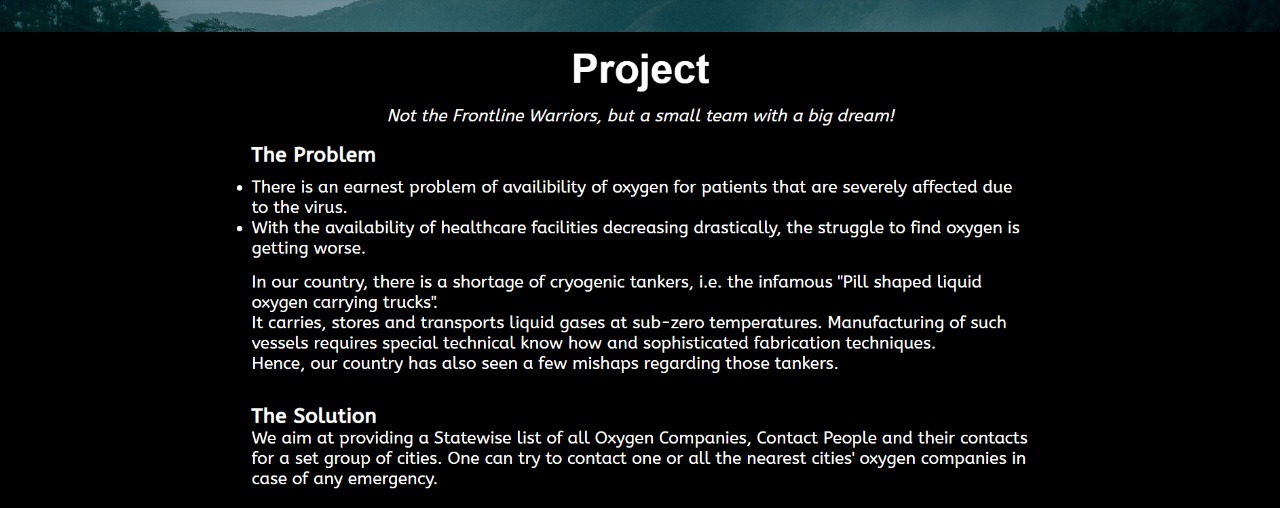 Project
Not the Frontline Warriors, but a small team with a big dream!
The Problem
• There is an earnest problem of availibility of oxygen for patients that are severely affected due
to the virus.
• With the availability of healthcare facilities decreasing drastically, the struggle to find oxygen is
getting worse.
In our country, there is a shortage of cryogenic tankers, i.e. the infamous "Pill shaped liquid
oxygen carrying trucks".
It carries, stores and transports liquid gases at sub-zero temperatures. Manufacturing of such
vessels requires special technical know how and sophisticated fabrication techniques.
Hence, our country has also seen a few mishaps regarding those tankers.
The Solution
We aim at providing a Statewise list of all Oxygen Companies, Contact People and their contacts
for a set group of cities. One can try to contact one or all the nearest cities' oxygen companies in
case of any emergency.